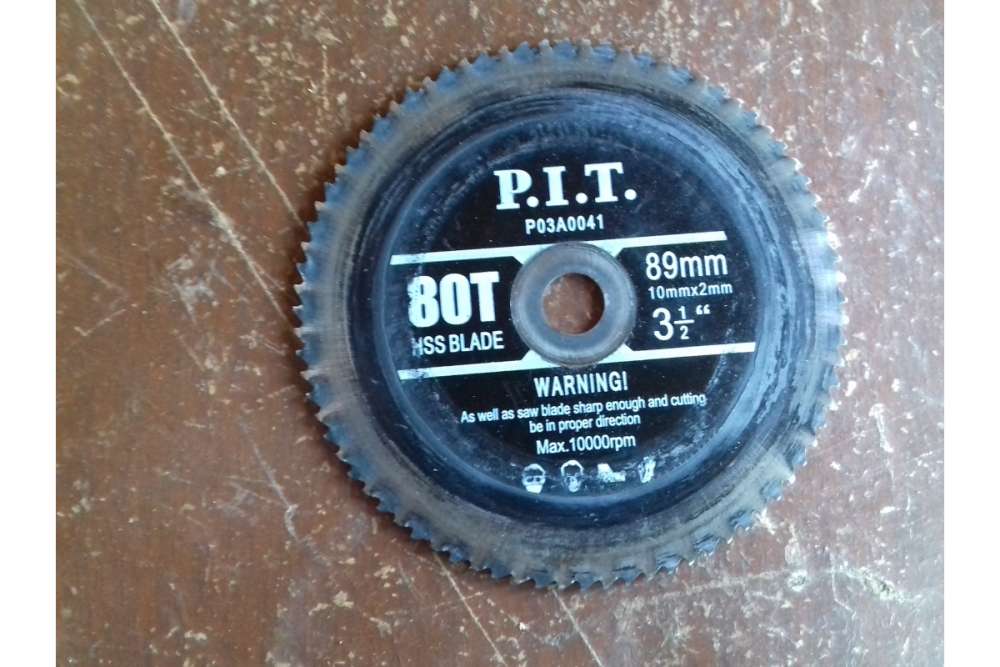 P.I.T.
P03A0041
80T
HSS BLADE
89mm
10mmx2mm
3 1/2 “
WARNING!
As well as saw blade sharp enough and cutting
be in proper direction
Max.10000rpm